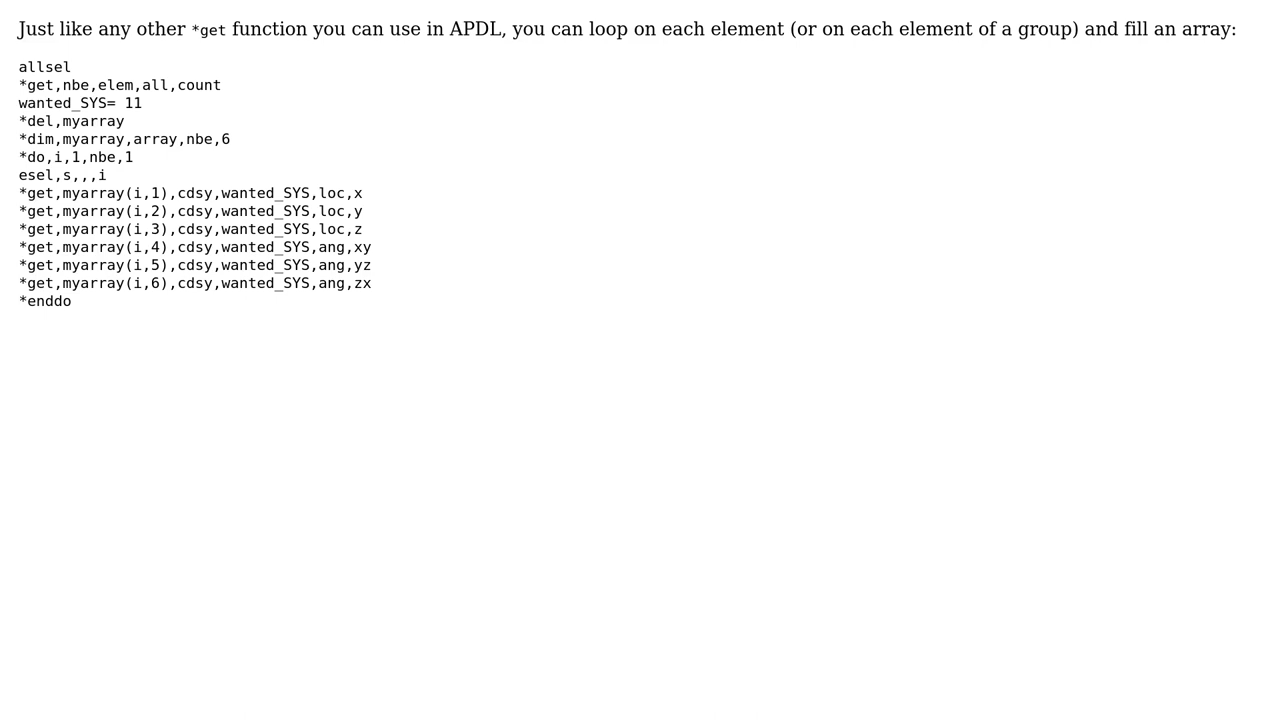 Just like any other *get function you can use in APDL, you can loop on each element (or on each element of a group) and fill an array:
allsel
*get,nbe,elem,all,count
wanted_SYS= 11
*del,myarray
*dim,myarray,array,nbe,6
*do,i,1,nbe,1
esel,s,,,i
*get,myarray(i,1),cdsy,wanted_SYS,loc,x
*get,myarray(i,2),cdsy,wanted_SYS,loc,y
*get,myarray(i,3),cdsy,wanted_SYS,loc,z
*get,myarray(i,4),cdsy,wanted_SYS,ang,xy
*get,myarray(i,5),cdsy,wanted_SYS,ang,yz
*get,myarray(i,6),cdsy,wanted_SYS,ang,zx
*enddo